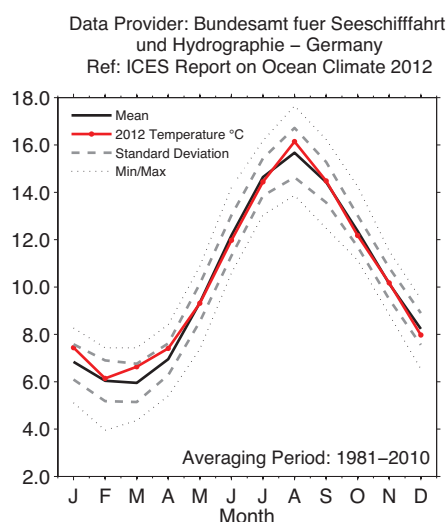 Data Provider: Bundesamt fuer Seeschifffahrt
und Hydrographie – Germany
Ref: ICES Report on Ocean Climate 2012
18.0
16.0
14.0
12.0
10.0
8.0
6.0
4.0
2.0
Mean
2012 Temperature °C
Standard Deviation
Min/Max
Averaging Period: 1981–2010
J F M A M J J A S O N D
Month